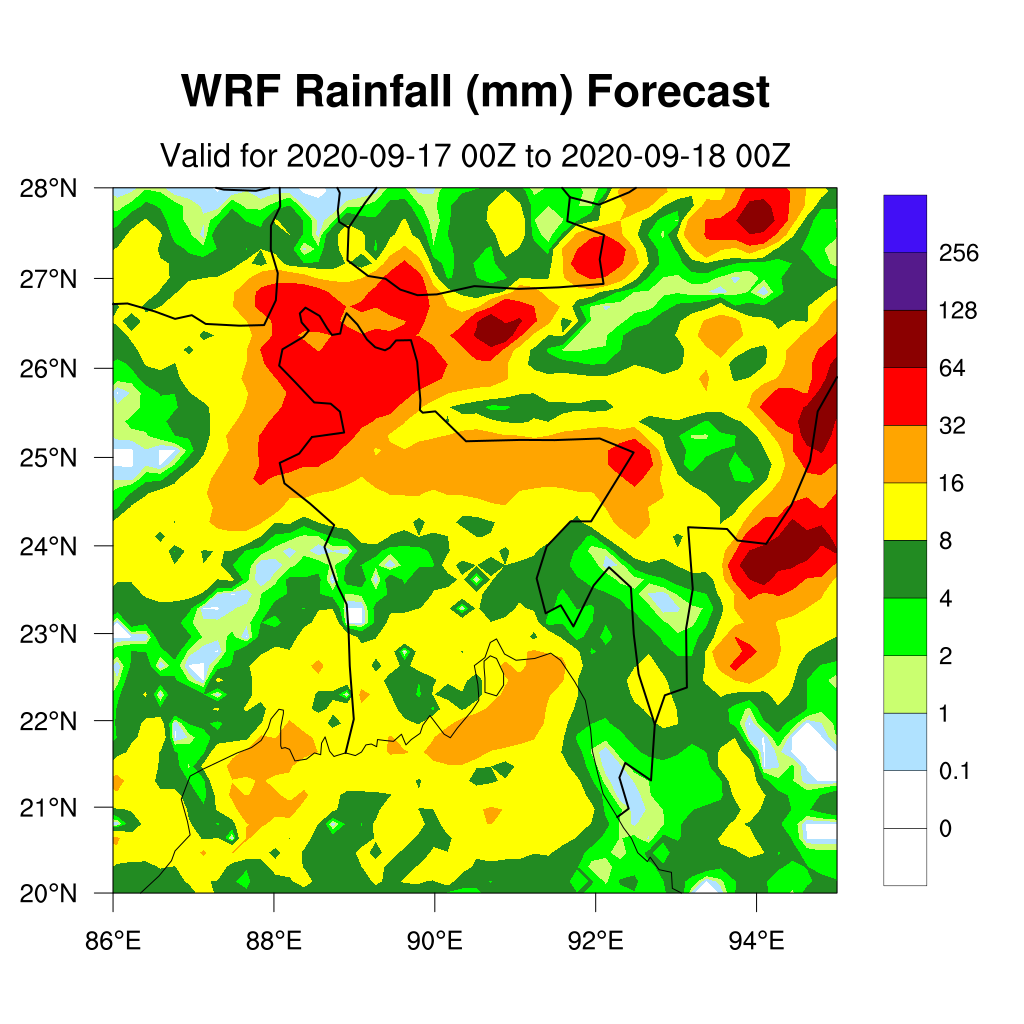 WRF Rainfall (mm) Forecast
Valid for 2020-09-17 00Z to 2020-09-18 00Z
28°N
27°N
26°N
25°N
24°N
23°N
22°N
21°N
20°N
86°E 88°E 90°E 92°E 94°E
256
128
64
32
16
8
4
2
1
0.1
0